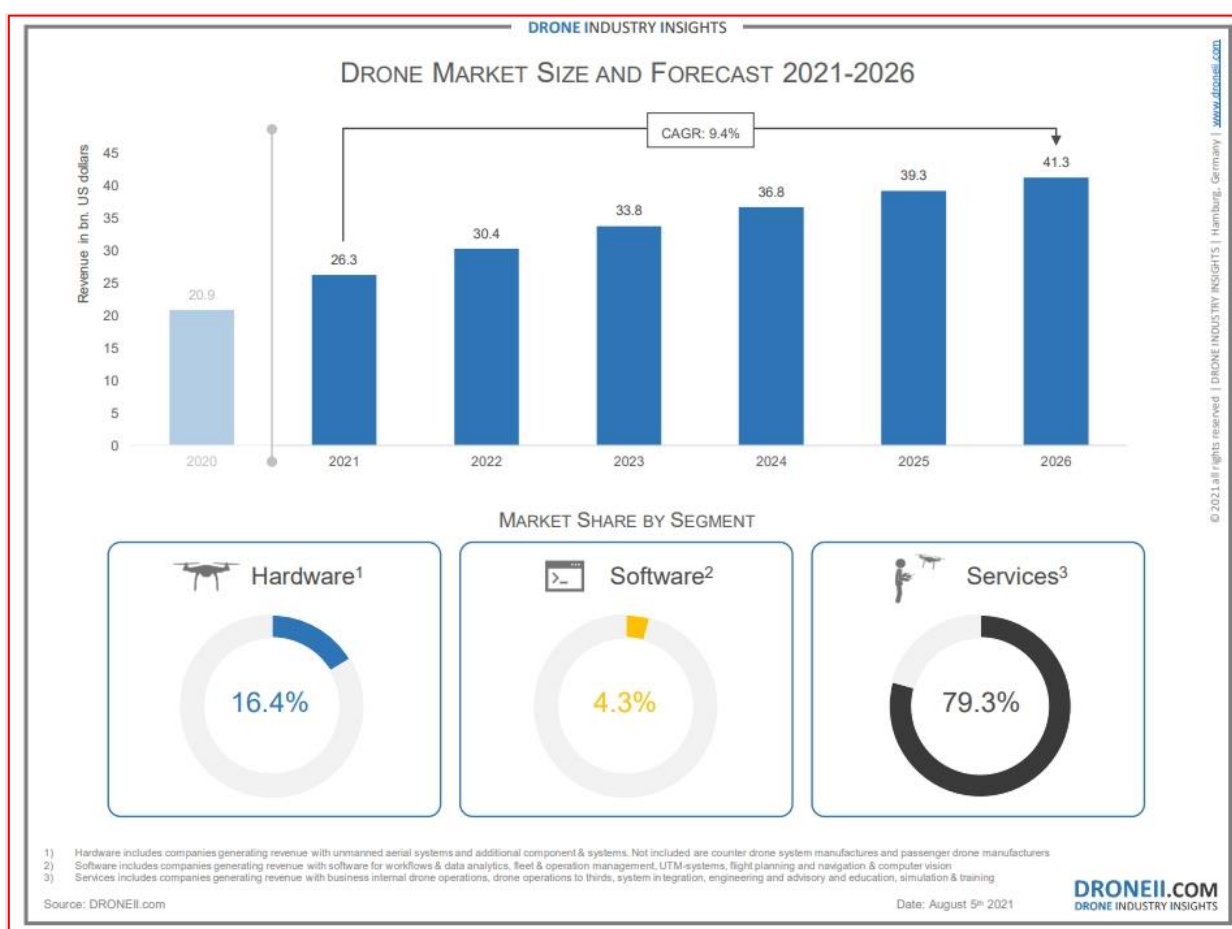 DRONE INDUSTRY INSIGHTS
DRONE MARKET SIZE AND FORECAST 2021-2026
CAGR: 9.4%
Revenue in bn. US dollars
45
40
35
30
25
20
15
10
5
0
20.9
26.3
30.4
33.8
36.8
39.3
41.3
2020
2021
2022
2023
2024
2025
2026
MARKET SHARE BY SEGMENT
Hardware¹
Software²
Services³
>_
16.4%
4.3%
79.3%
1) Hardware includes companies generating revenue with unmanned aerial systems and additional component & systems. Not included are counter drone system manufactures and passenger drone manufacturers
2) Software includes companies generating revenue with software for workflows & data analytics, fleet & operation management, UTM-systems, flight planning and navigation & computer vision
3) Services includes companies generating revenue with business internal drone operations, drone operations to thirds, system integration, engineering and advisory and education, simulation & training
Source: DRONEII.com
Date: August 5th 2021
DRONEII.COM
DRONE INDUSTRY INSIGHTS
© 2021 all rights reserved | DRONE INDUSTRY INSIGHTS | Hamburg, Germany | www.droneii.com